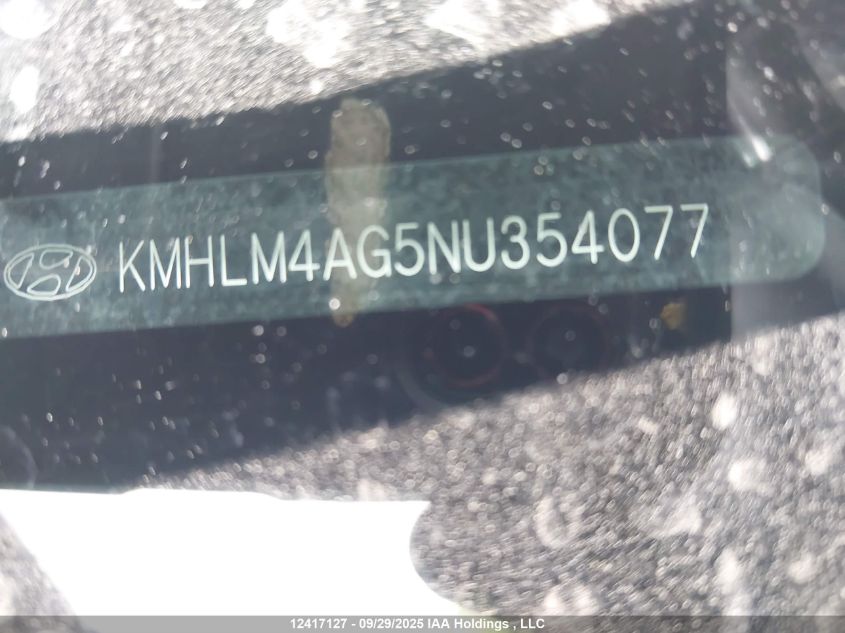 KMHLM4AG5NU354077
12417127 - 09/29/2025 IAA Holdings , LLC